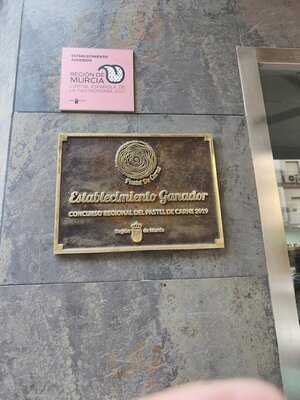 ESTABLECIMIENTO
ADHERIDO
REGIÓN DE
MURCIA
CAPITAL ESPAÑOLA DE
LA GASTRONOMÍA 2021
Pastel De Carne
Establecimiento Ganador
CONCURSO REGIONAL DEL PASTEL DE CARNE 2019
Región de Murcia